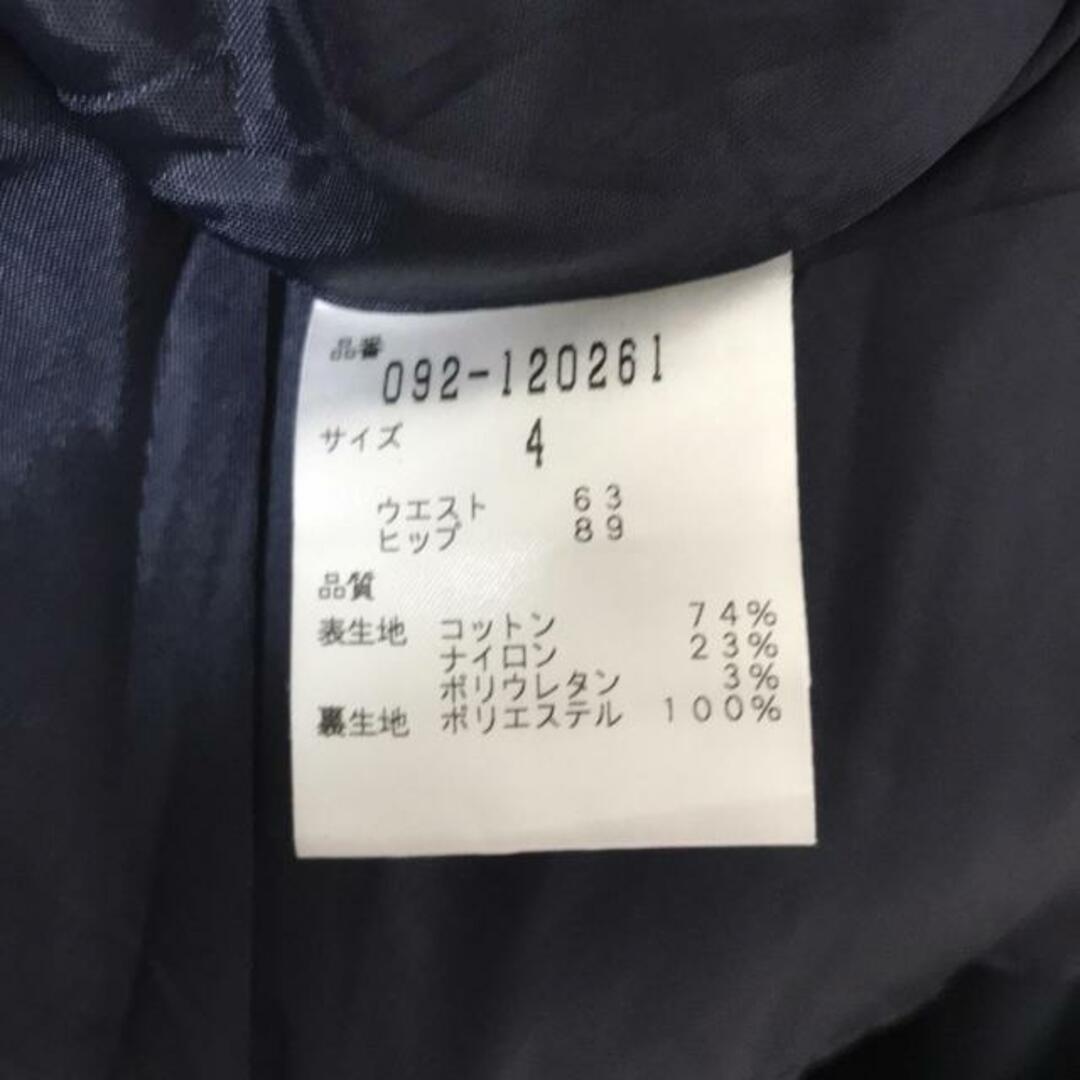 品番 092-120261
サイズ 4
ウエスト 63
ヒップ 89
品質
表生地 コットン 74%
ナイロン 23%
ポリウレタン 3%
裏生地 ポリエステル 100%